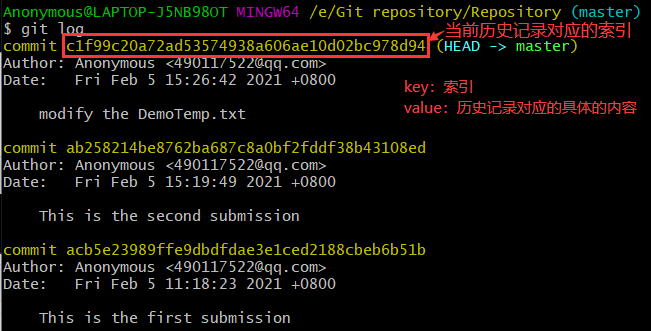 Anonymous@LAPTOP-J5NB98OT MINGW64 /e/Git repository/Repository (master)
$ git log
当前历史记录对应的索引
commit c1f99c20a72ad53574938a606ae10d02bc978d94 (HEAD -> master)
Author: Anonymous <490117522@qq.com>
Date:   Fri Feb 5 15:26:42 2021 +0800
key：索引
value：历史记录对应的具体的内容
modify the DemoTemp.txt
commit ab258214be8762ba687c8a0bf2fddf38b43108ed
Author: Anonymous <490117522@qq.com>
Date:   Fri Feb 5 15:19:49 2021 +0800
This is the second submission
commit acb5e23989ffe9dbdfdae3e1ced2188cbeb6b51b
Author: Anonymous <490117522@qq.com>
Date:   Fri Feb 5 11:18:23 2021 +0800
This is the first submission